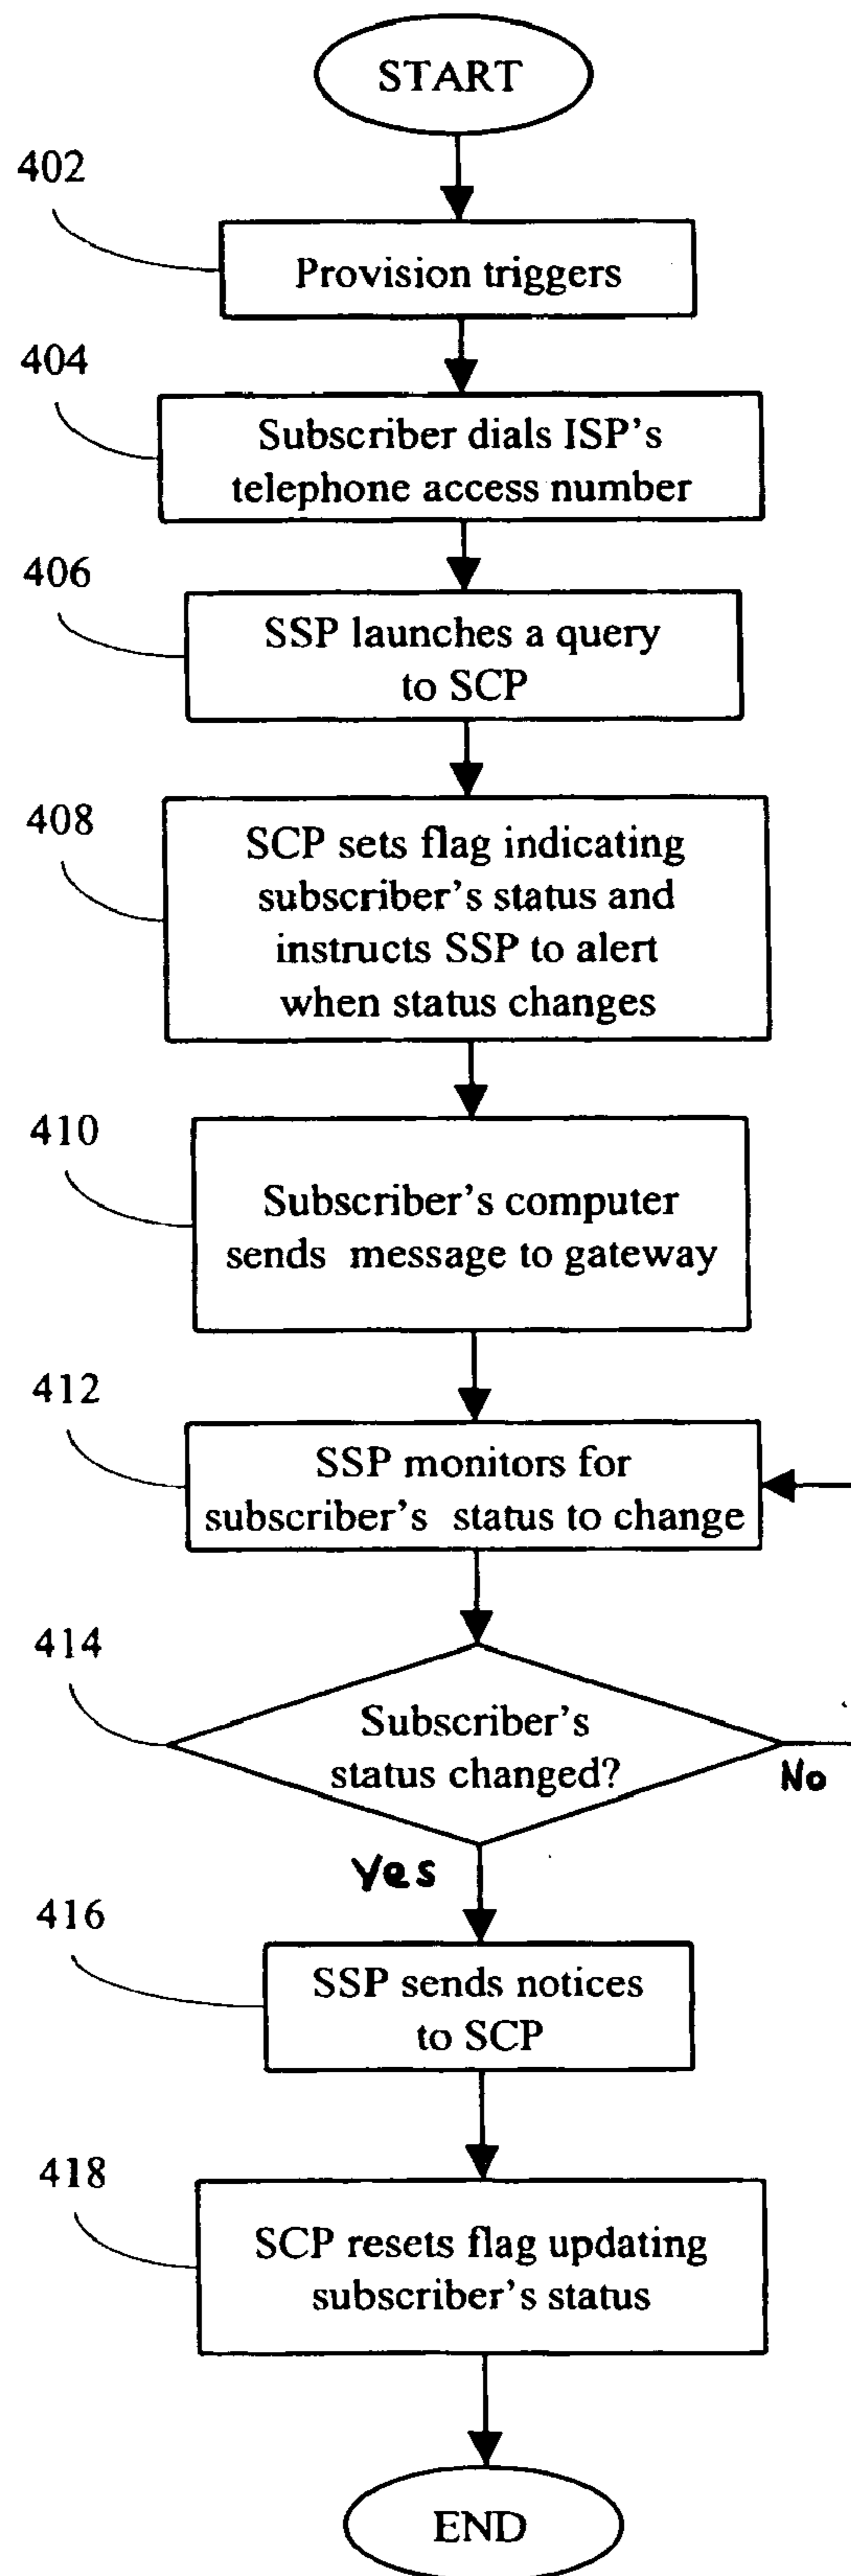 START
402
Provision triggers
404
Subscriber dials ISP's
telephone access number
406
SSP launches a query
to SCP
408
SCP sets flag indicating
subscriber's status and
instructs SSP to alert
when status changes
410
Subscriber's computer
sends message to gateway
412
SSP monitors for
subscriber's status to change
414
Subscriber's
status changed?
No
Yes
416
SSP sends notices
to SCP
418
SCP resets flag updating
subscriber's status
END